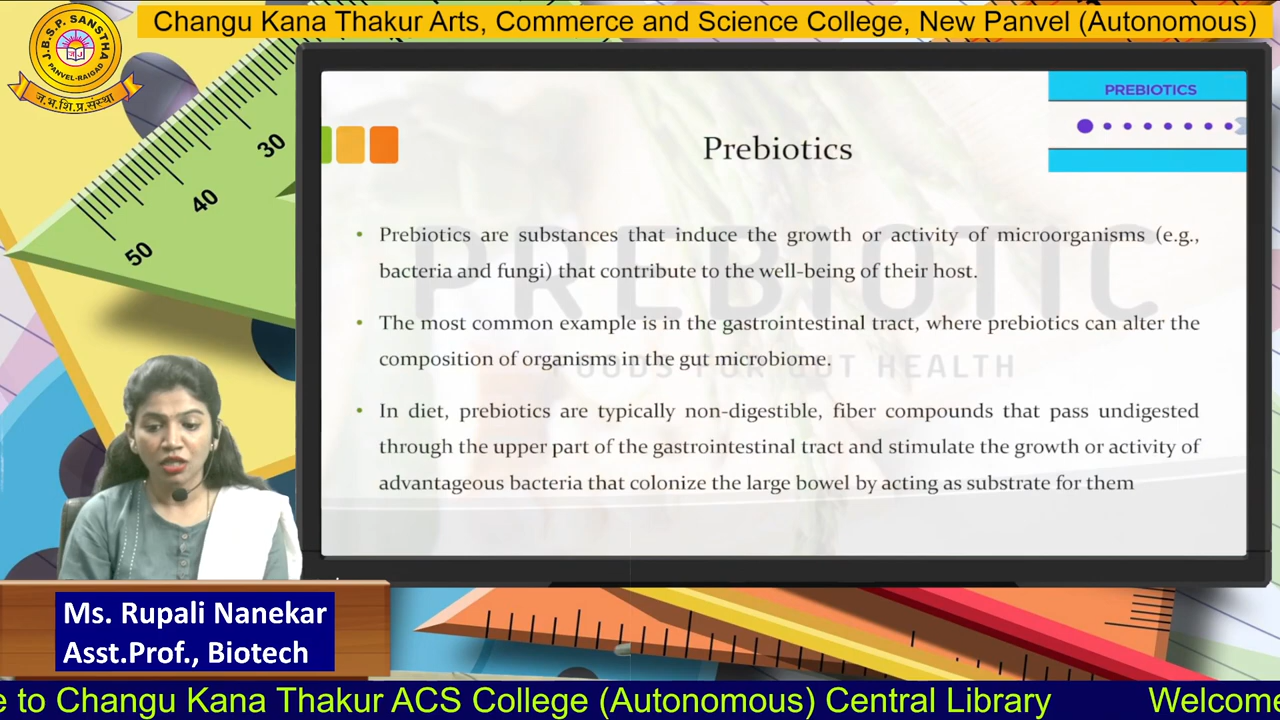 Changu Kana Thakur Arts, Commerce and Science College, New Panvel (Autonomous)
J.B.S.P. SANSTHA
PANVEL-RAIGAD
ज.भ.शि.प्र.संस्था
PREBIOTICS
30
40
50
Prebiotics
PREBIOTIC
• Prebiotics are substances that induce the growth or activity of microorganisms (e.g.,
bacteria and fungi) that contribute to the well-being of their host.
• The most common example is in the gastrointestinal tract, where prebiotics can alter the
composition of organisms in the gut microbiome.
HEALTH
• In diet, prebiotics are typically non-digestible, fiber compounds that pass undigested
through the upper part of the gastrointestinal tract and stimulate the growth or activity of
advantageous bacteria that colonize the large bowel by acting as substrate for them
Ms. Rupali Nanekar
Asst.Prof., Biotech
e to Changu Kana Thakur ACS College (Autonomous) Central Library Welcome